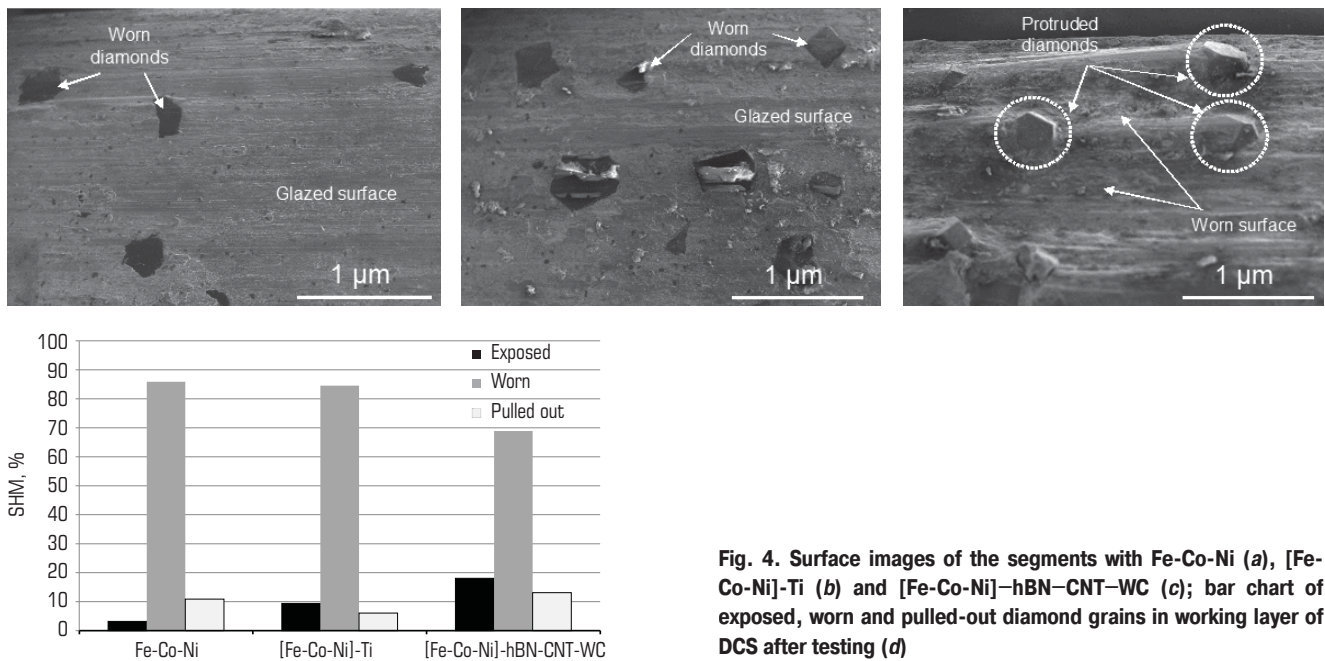 Worn
diamonds
Glazed surface
1 µm
Worn
diamonds
Glazed surface
1 µm
Protruded
diamonds
Worn surface
1 µm
SHM, %
100
90
80
70
60
50
40
30
20
10
0
Exposed
Worn
Pulled out
Fe-Co-Ni
[Fe-Co-Ni]-Ti
[Fe-Co-Ni]-hBN-CNT-WC
Fig. 4. Surface images of the segments with Fe-Co-Ni (a), [Fe-
Co-Ni]-Ti (b) and [Fe-Co-Ni]–hBN–CNT–WC (c); bar chart of
exposed, worn and pulled-out diamond grains in working layer of
DCS after testing (d)